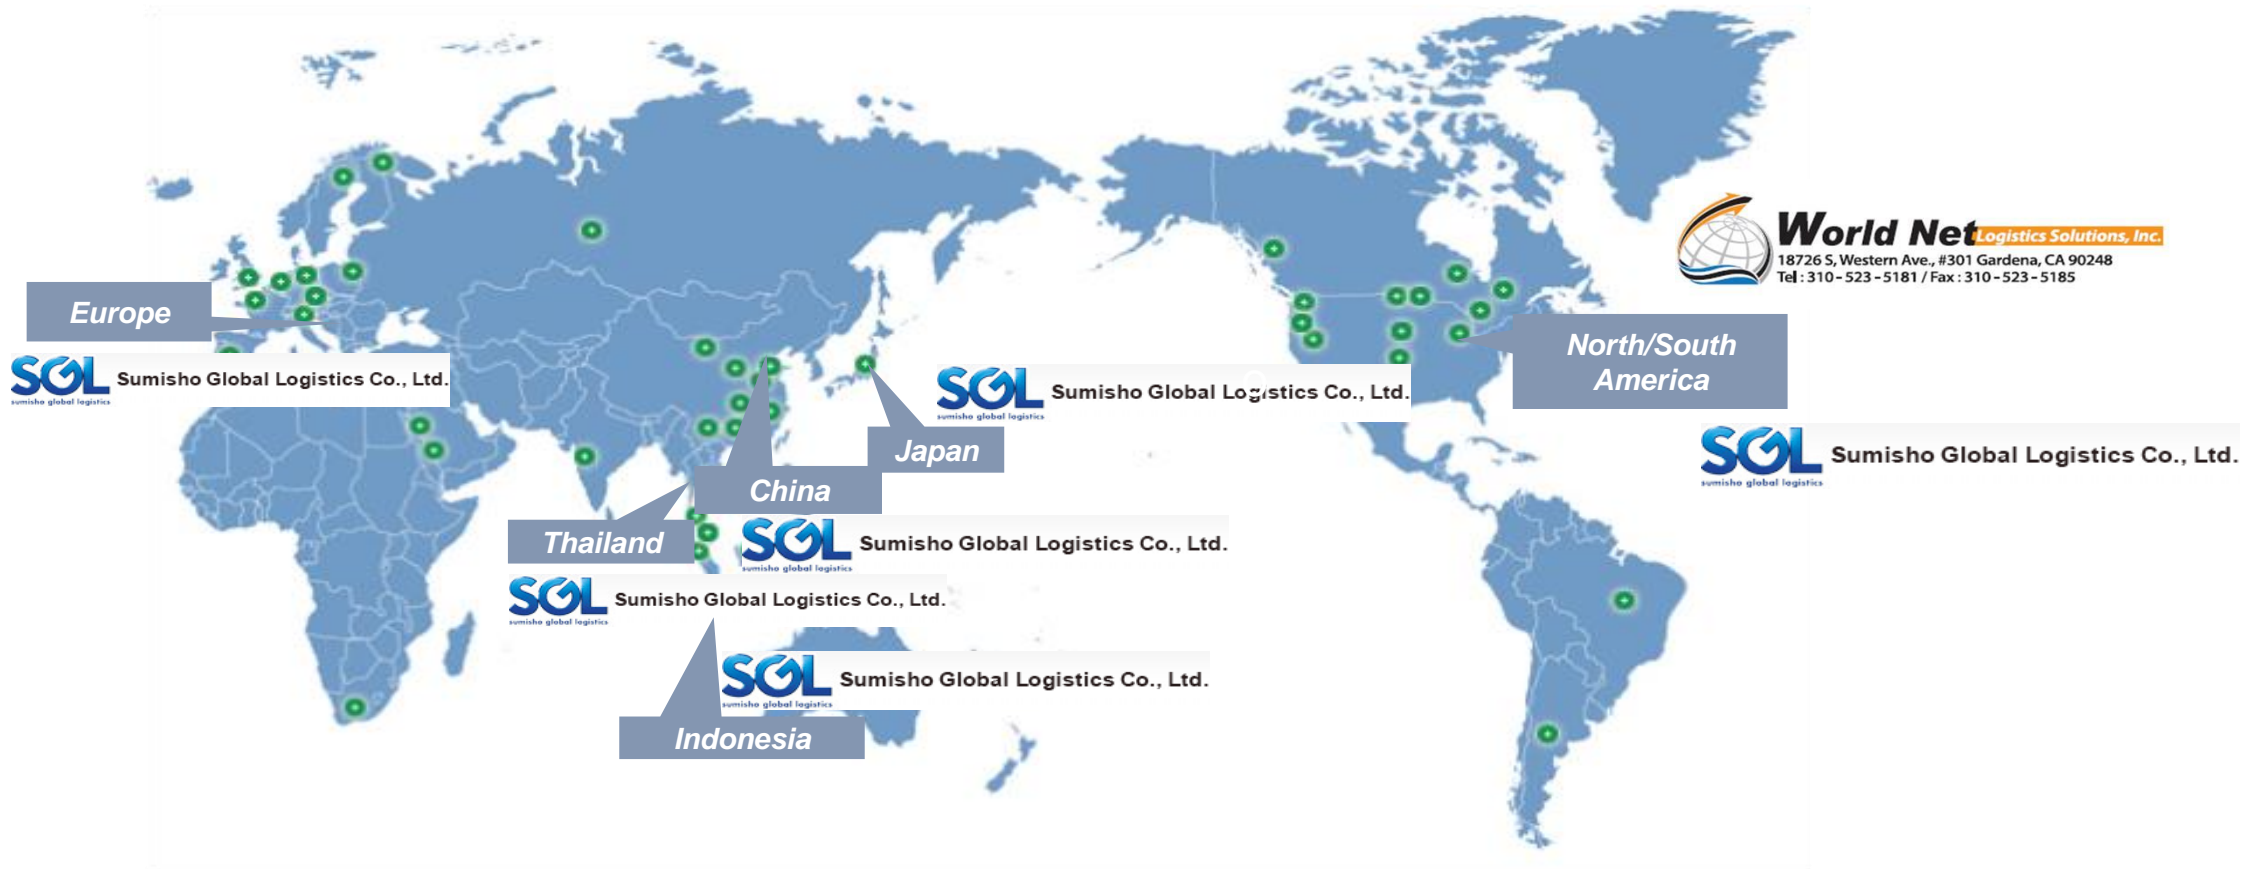 World Net Logistics Solutions, Inc.
18726 S, Western Ave., #301 Gardena, CA 90248
Tel : 310-523-5181 / Fax : 310-523-5185
Europe
SGL Sumisho Global Logistics Co., Ltd.
sumisho global logistics
North/South
America
SGL Sumisho Global Logistics Co., Ltd.
sumisho global logistics
Japan
SGL Sumisho Global Logistics Co., Ltd.
sumisho global logistics
China
SGL Sumisho Global Logistics Co., Ltd.
sumisho global logistics
Thailand
SGL Sumisho Global Logistics Co., Ltd.
sumisho global logistics
SGL Sumisho Global Logistics Co., Ltd.
sumisho global logistics
Indonesia